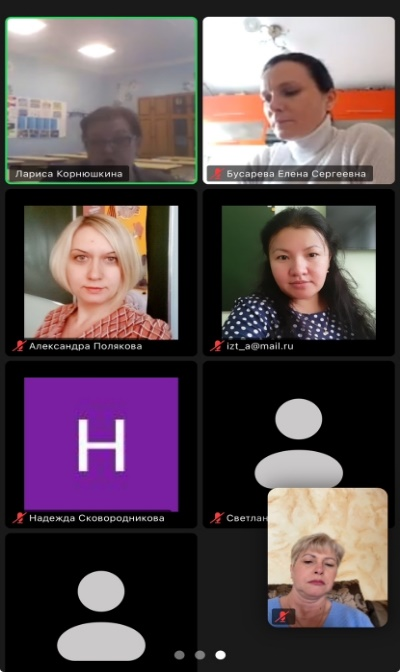 Лариса Корнюшкина
Бусарева Елена Сергеевна
Александра Полякова
izt_a@mail.ru
H
Надежда Сковородникова
Светлан